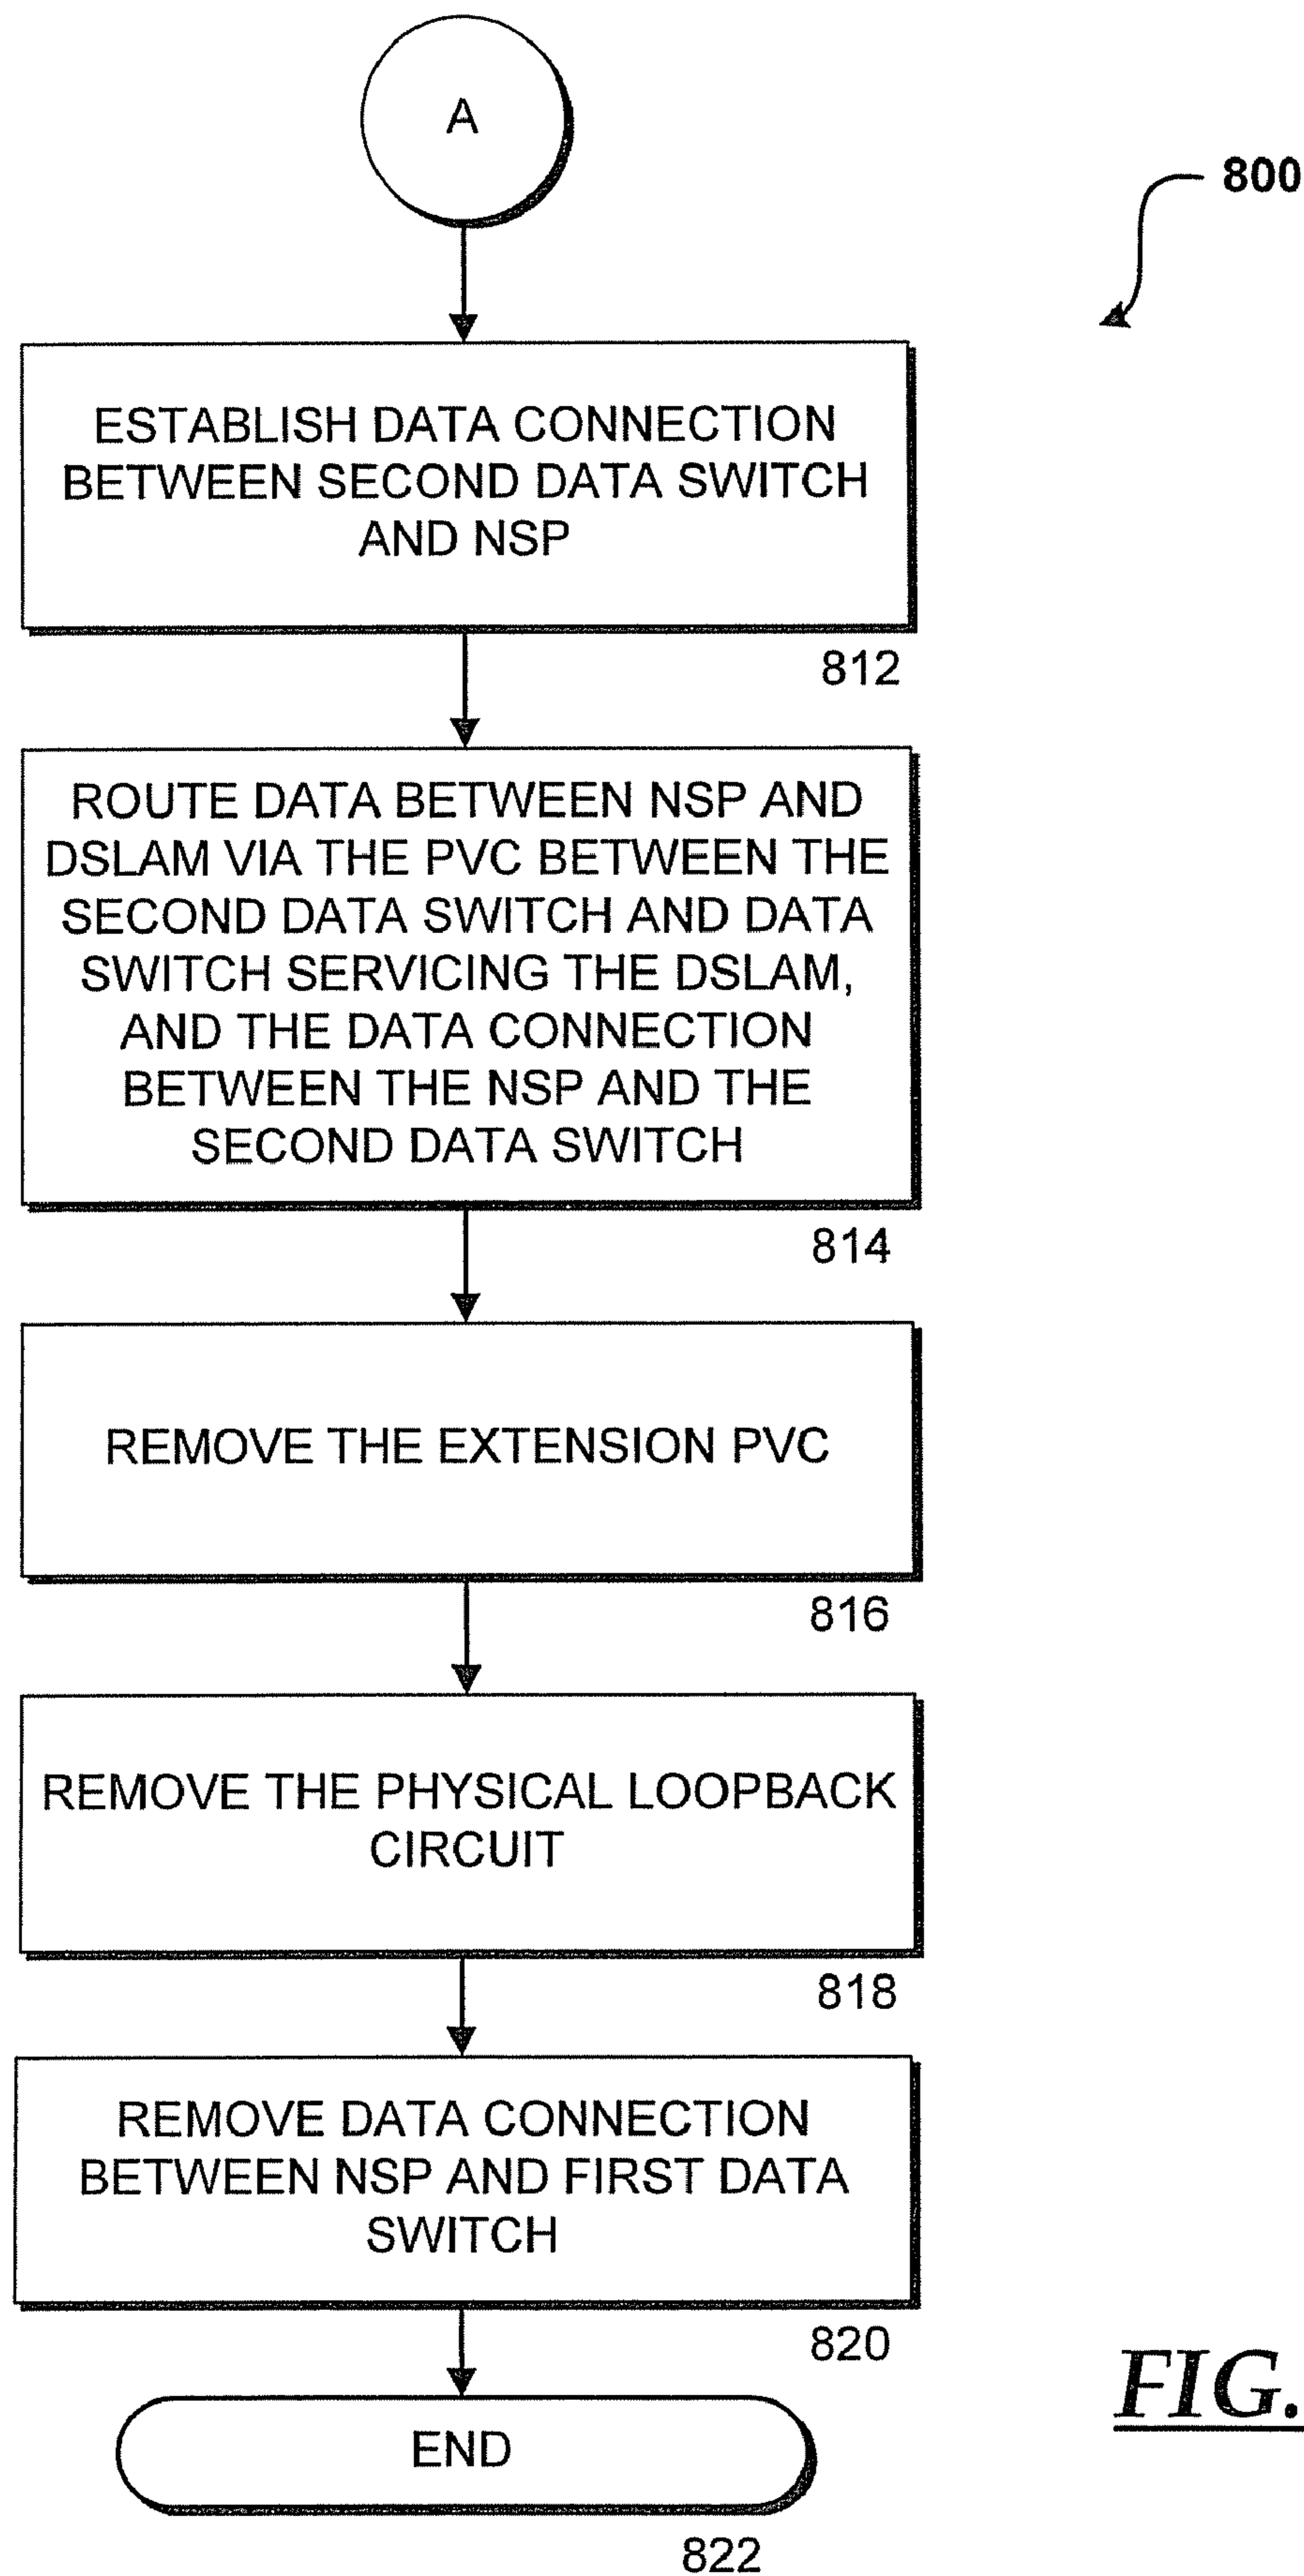 A
800
ESTABLISH DATA CONNECTION
BETWEEN SECOND DATA SWITCH
AND NSP
812
ROUTE DATA BETWEEN NSP AND
DSLAM VIA THE PVC BETWEEN THE
SECOND DATA SWITCH AND DATA
SWITCH SERVICING THE DSLAM,
AND THE DATA CONNECTION
BETWEEN THE NSP AND THE
SECOND DATA SWITCH
814
REMOVE THE EXTENSION PVC
816
REMOVE THE PHYSICAL LOOPBACK
CIRCUIT
818
REMOVE DATA CONNECTION
BETWEEN NSP AND FIRST DATA
SWITCH
820
FIG.
END
822